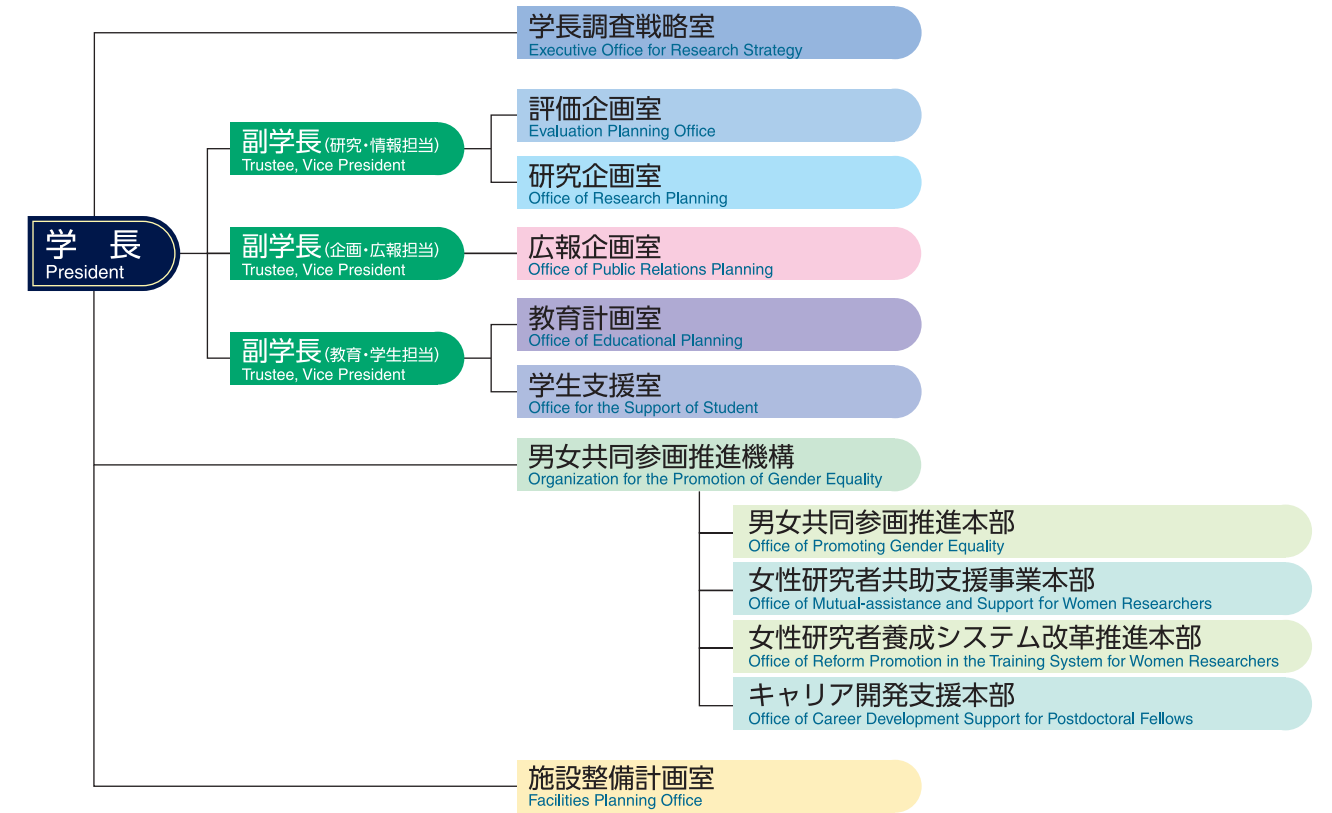 学長調査戦略室
Executive Office for Research Strategy
評価企画室
Evaluation Planning Office
副学長(研究・情報担当)
Trustee, Vice President
研究企画室
Office of Research Planning
学 長
President
副学長(企画・広報担当)
Trustee, Vice President
広報企画室
Office of Public Relations Planning
教育計画室
Office of Educational Planning
副学長(教育・学生担当)
Trustee, Vice President
学生支援室
Office for the Support of Student
男女共同参画推進機構
Organization for the Promotion of Gender Equality
男女共同参画推進本部
Office of Promoting Gender Equality
女性研究者共助支援事業本部
Office of Mutual-assistance and Support for Women Researchers
女性研究者養成システム改革推進本部
Office of Reform Promotion in the Training System for Women Researchers
キャリア開発支援本部
Office of Career Development Support for Postdoctoral Fellows
施設整備計画室
Facilities Planning Office